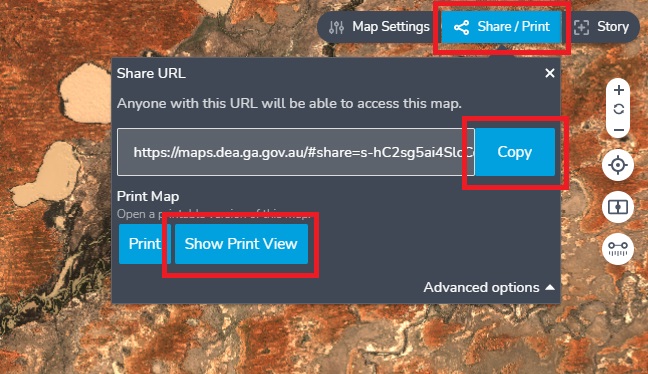 Map Settings
Share / Print
Story
Share URL
Anyone with this URL will be able to access this map.
https://maps.dea.ga.gov.au/#share=s-hC2sg5ai4Sl
Copy
Print Map
Open a printable version of this map.
Print
Show Print View
Advanced options